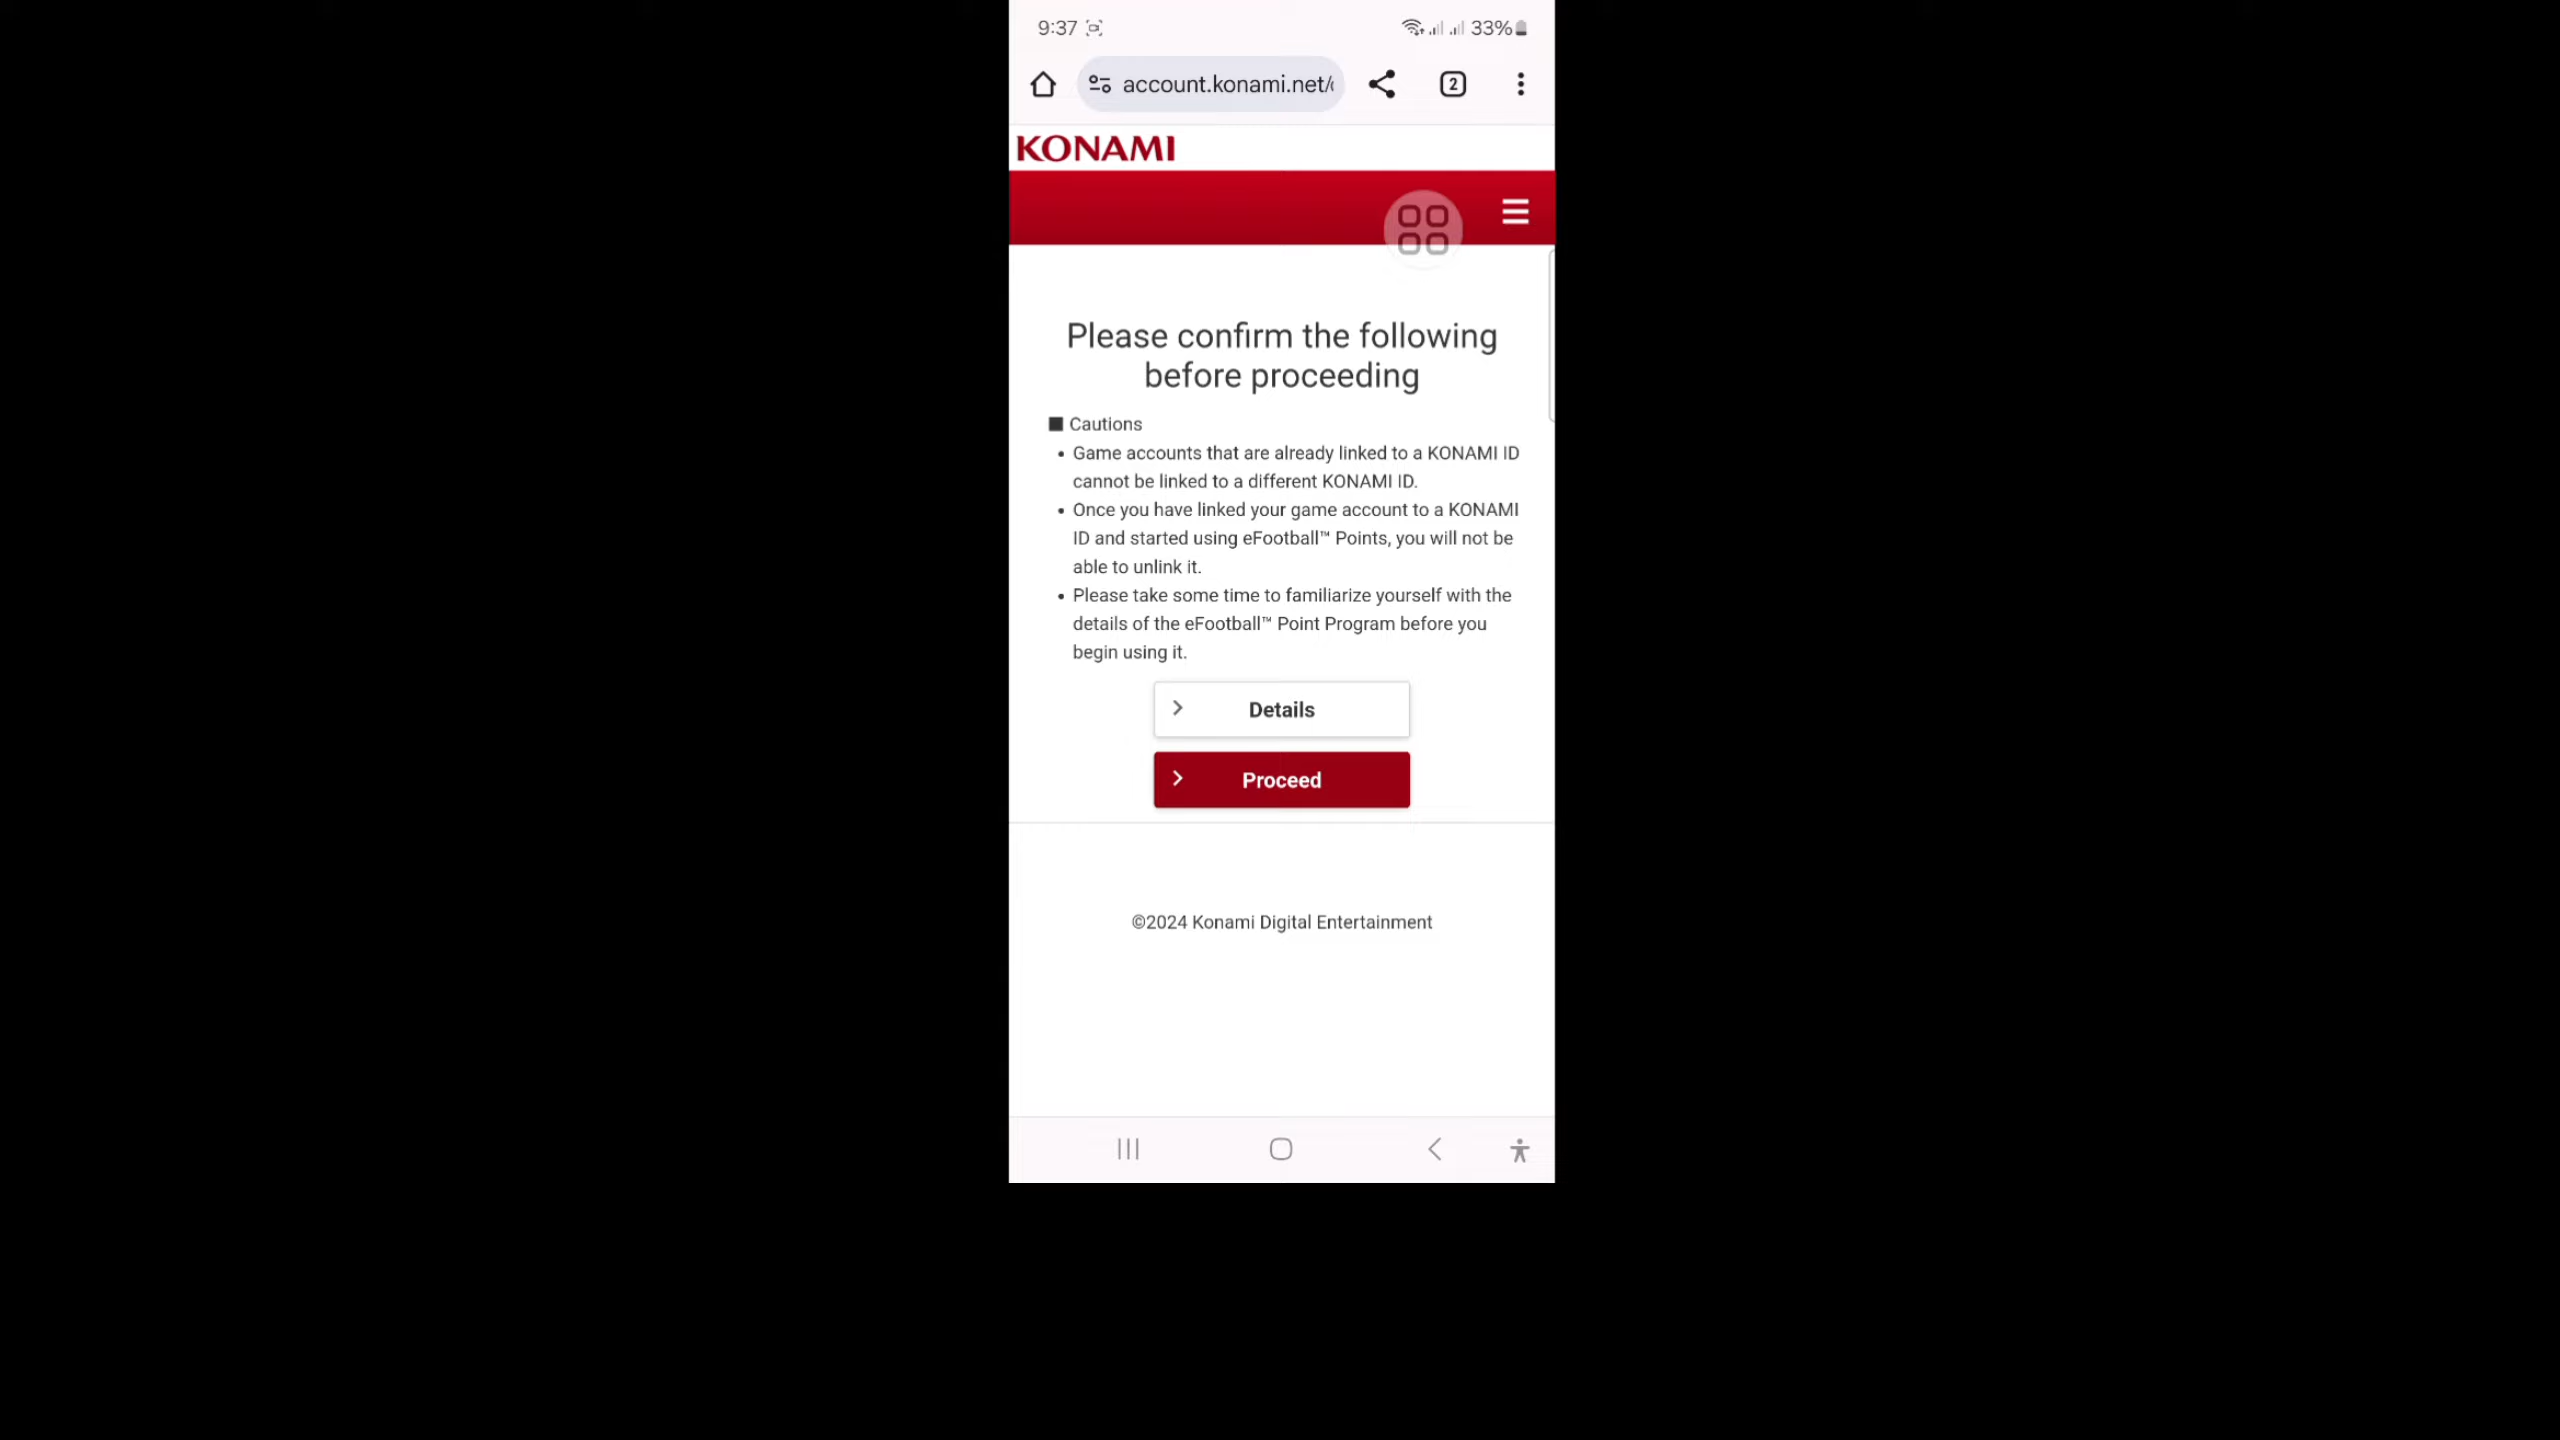 9:37 33%
account.konami.net/ 2
KONAMI
Please confirm the following
before proceeding
■ Cautions
• Game accounts that are already linked to a KONAMI ID
cannot be linked to a different KONAMI ID.
• Once you have linked your game account to a KONAMI
ID and started using eFootball™ Points, you will not be
able to unlink it.
• Please take some time to familiarize yourself with the
details of the eFootball™ Point Program before you
begin using it.
Details
Proceed
©2024 Konami Digital Entertainment